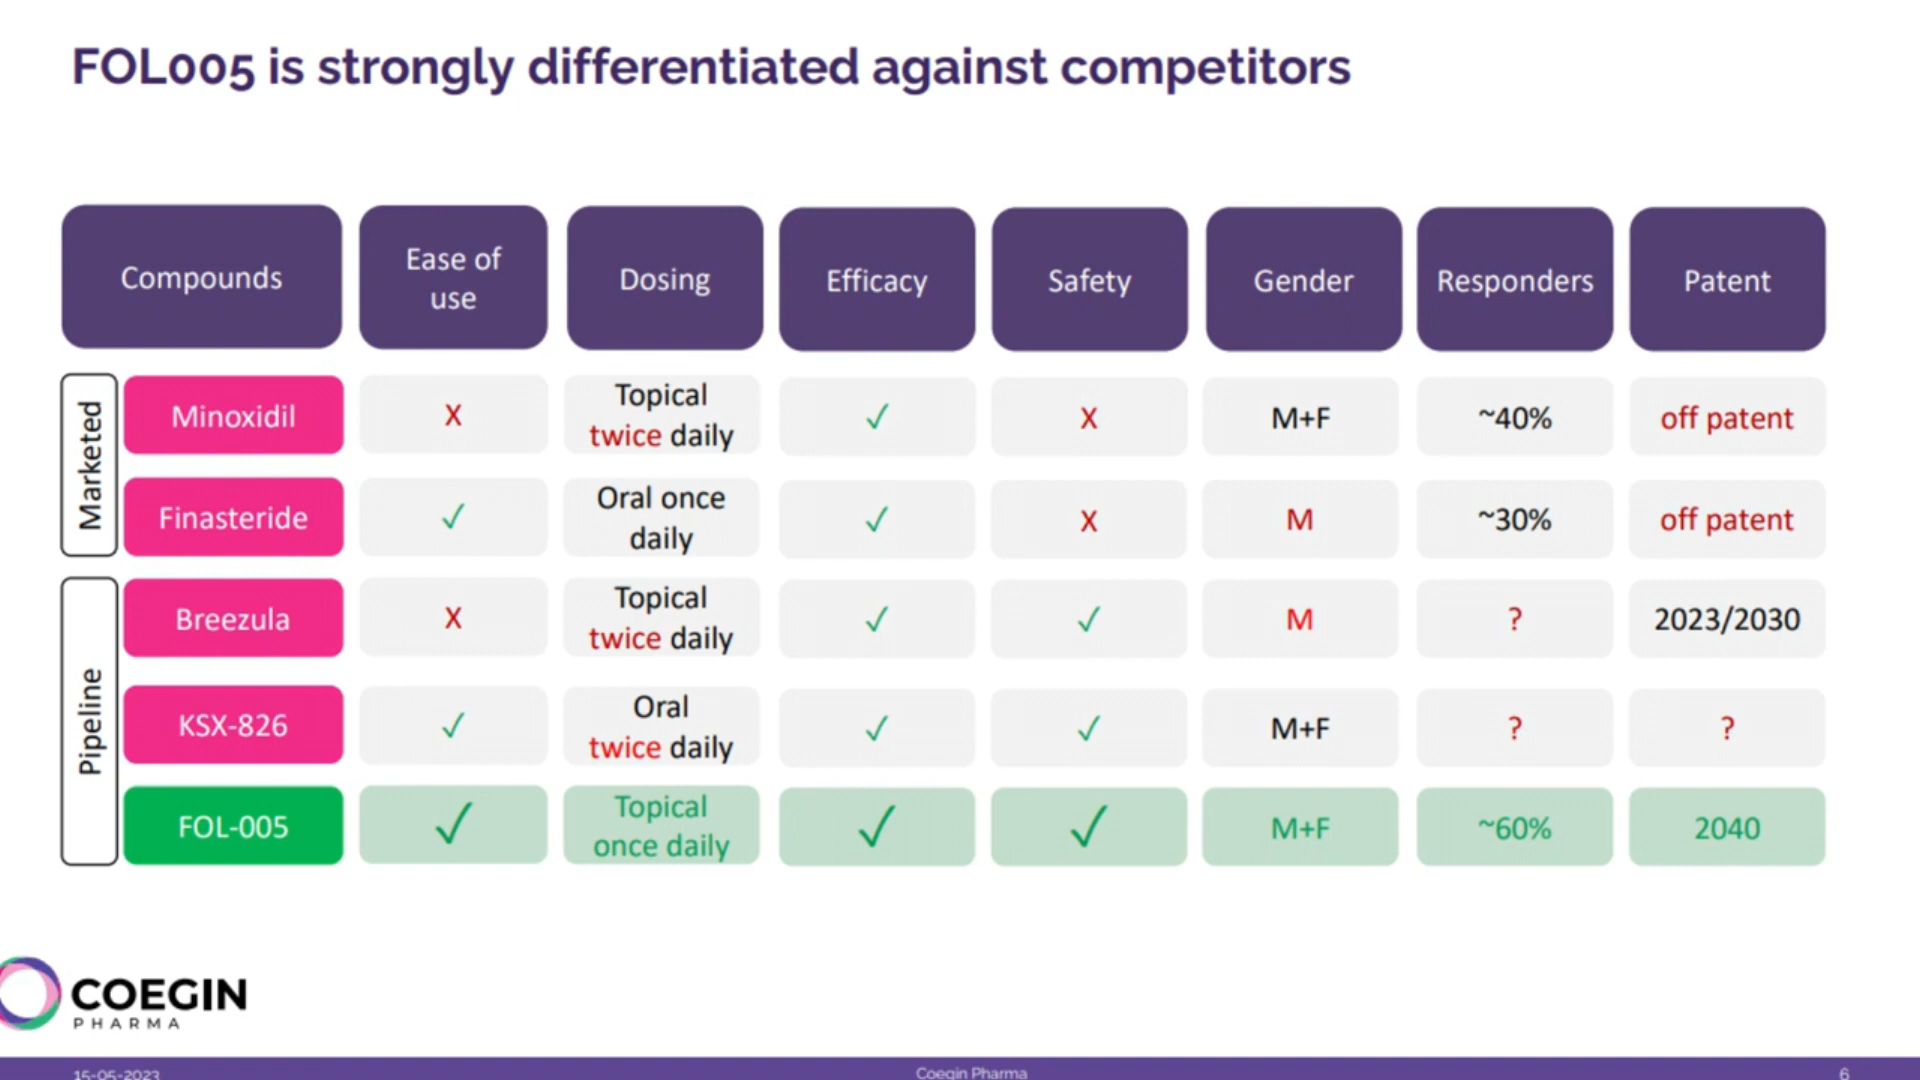 FOL005 is strongly differentiated against competitors
Compounds
Ease of
use
Dosing
Efficacy
Safety
Gender
Responders
Patent
Marketed
Minoxidil
X
Topical
twice daily
✓
X
M+F
~40%
off patent
Finasteride
✓
Oral once
daily
✓
X
M
~30%
off patent
Pipeline
Breezula
X
Topical
twice daily
✓
✓
M
?
2023/2030
KSX-826
✓
Oral
twice daily
✓
✓
M+F
?
?
FOL-005
✓
Topical
once daily
✓
✓
M+F
~60%
2040
COEGIN
PHARMA
15-05-2023
Coegin Pharma
6